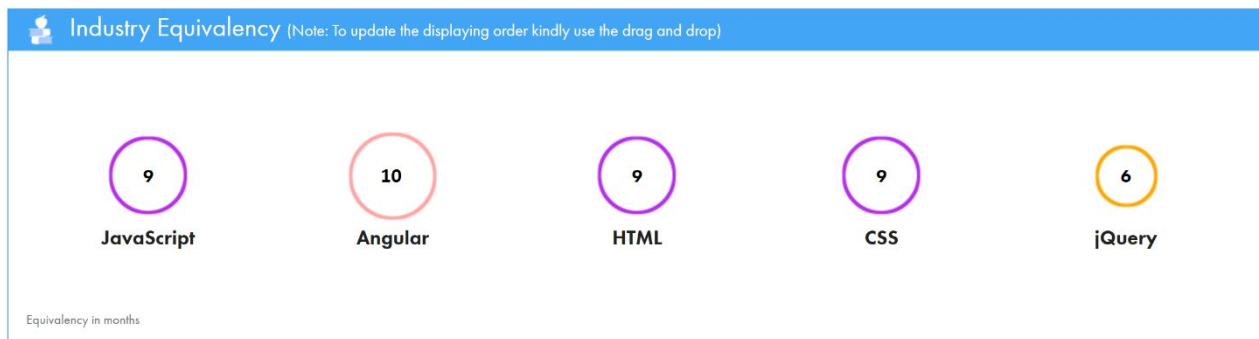 Industry Equivalency (Note: To update the displaying order kindly use the drag and drop)
9
10
9
9
6
JavaScript
Angular
HTML
CSS
jQuery
Equivalency in months